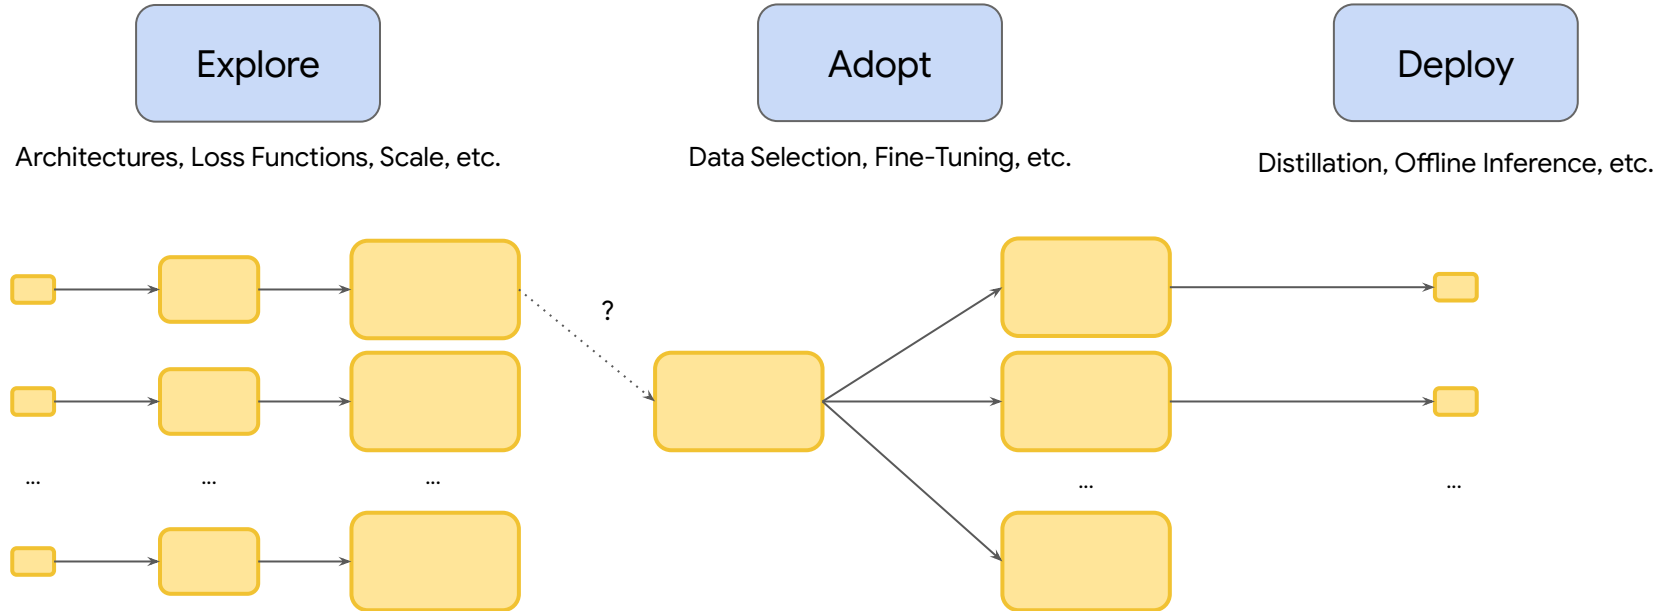 Explore
Adopt
Deploy
Architectures, Loss Functions, Scale, etc.
Data Selection, Fine-Tuning, etc.
Distillation, Offline Inference, etc.
?
...
...
...
...
...